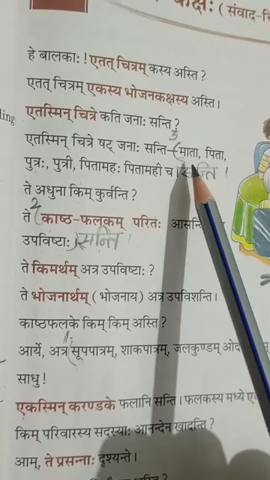 कक्षः (संवाद-
हे बालकाः ! एतत् चित्रम् कस्य अस्ति ?
एतत् चित्रम् एकस्य भोजनकक्षस्य अस्ति।
एतस्मिन् चित्रे कति जनाः सन्ति ?
एतस्मिन् चित्रे षट् जनाः सन्ति- माता, पिता,
पुत्रः, पुत्री, पितामहः पितामही च सन्ति।
ते अधुना किम् कुर्वन्ति ?
2
ते काष्ठ-फलकम् परितः
उपविष्टाः सन्ति।
ते किमर्थम् अत्र उपविष्टाः ?
ते भोजनार्थम् ( भोजनाय ) अत्र उपविशन्ति।
काष्ठफलके किम् किम् अस्ति ?
आर्ये, अत्र सूपपात्रम्, शाकपात्रम्, जलकुण्डम्
साधु !
एकस्मिन् करण्डके फलानि सन्ति। फलकस्य मध्ये
किम् परिवारस्य सदस्याः आनन्देन खादन्ति ?
आम्, ते प्रसन्नाः दृश्यन्ते।